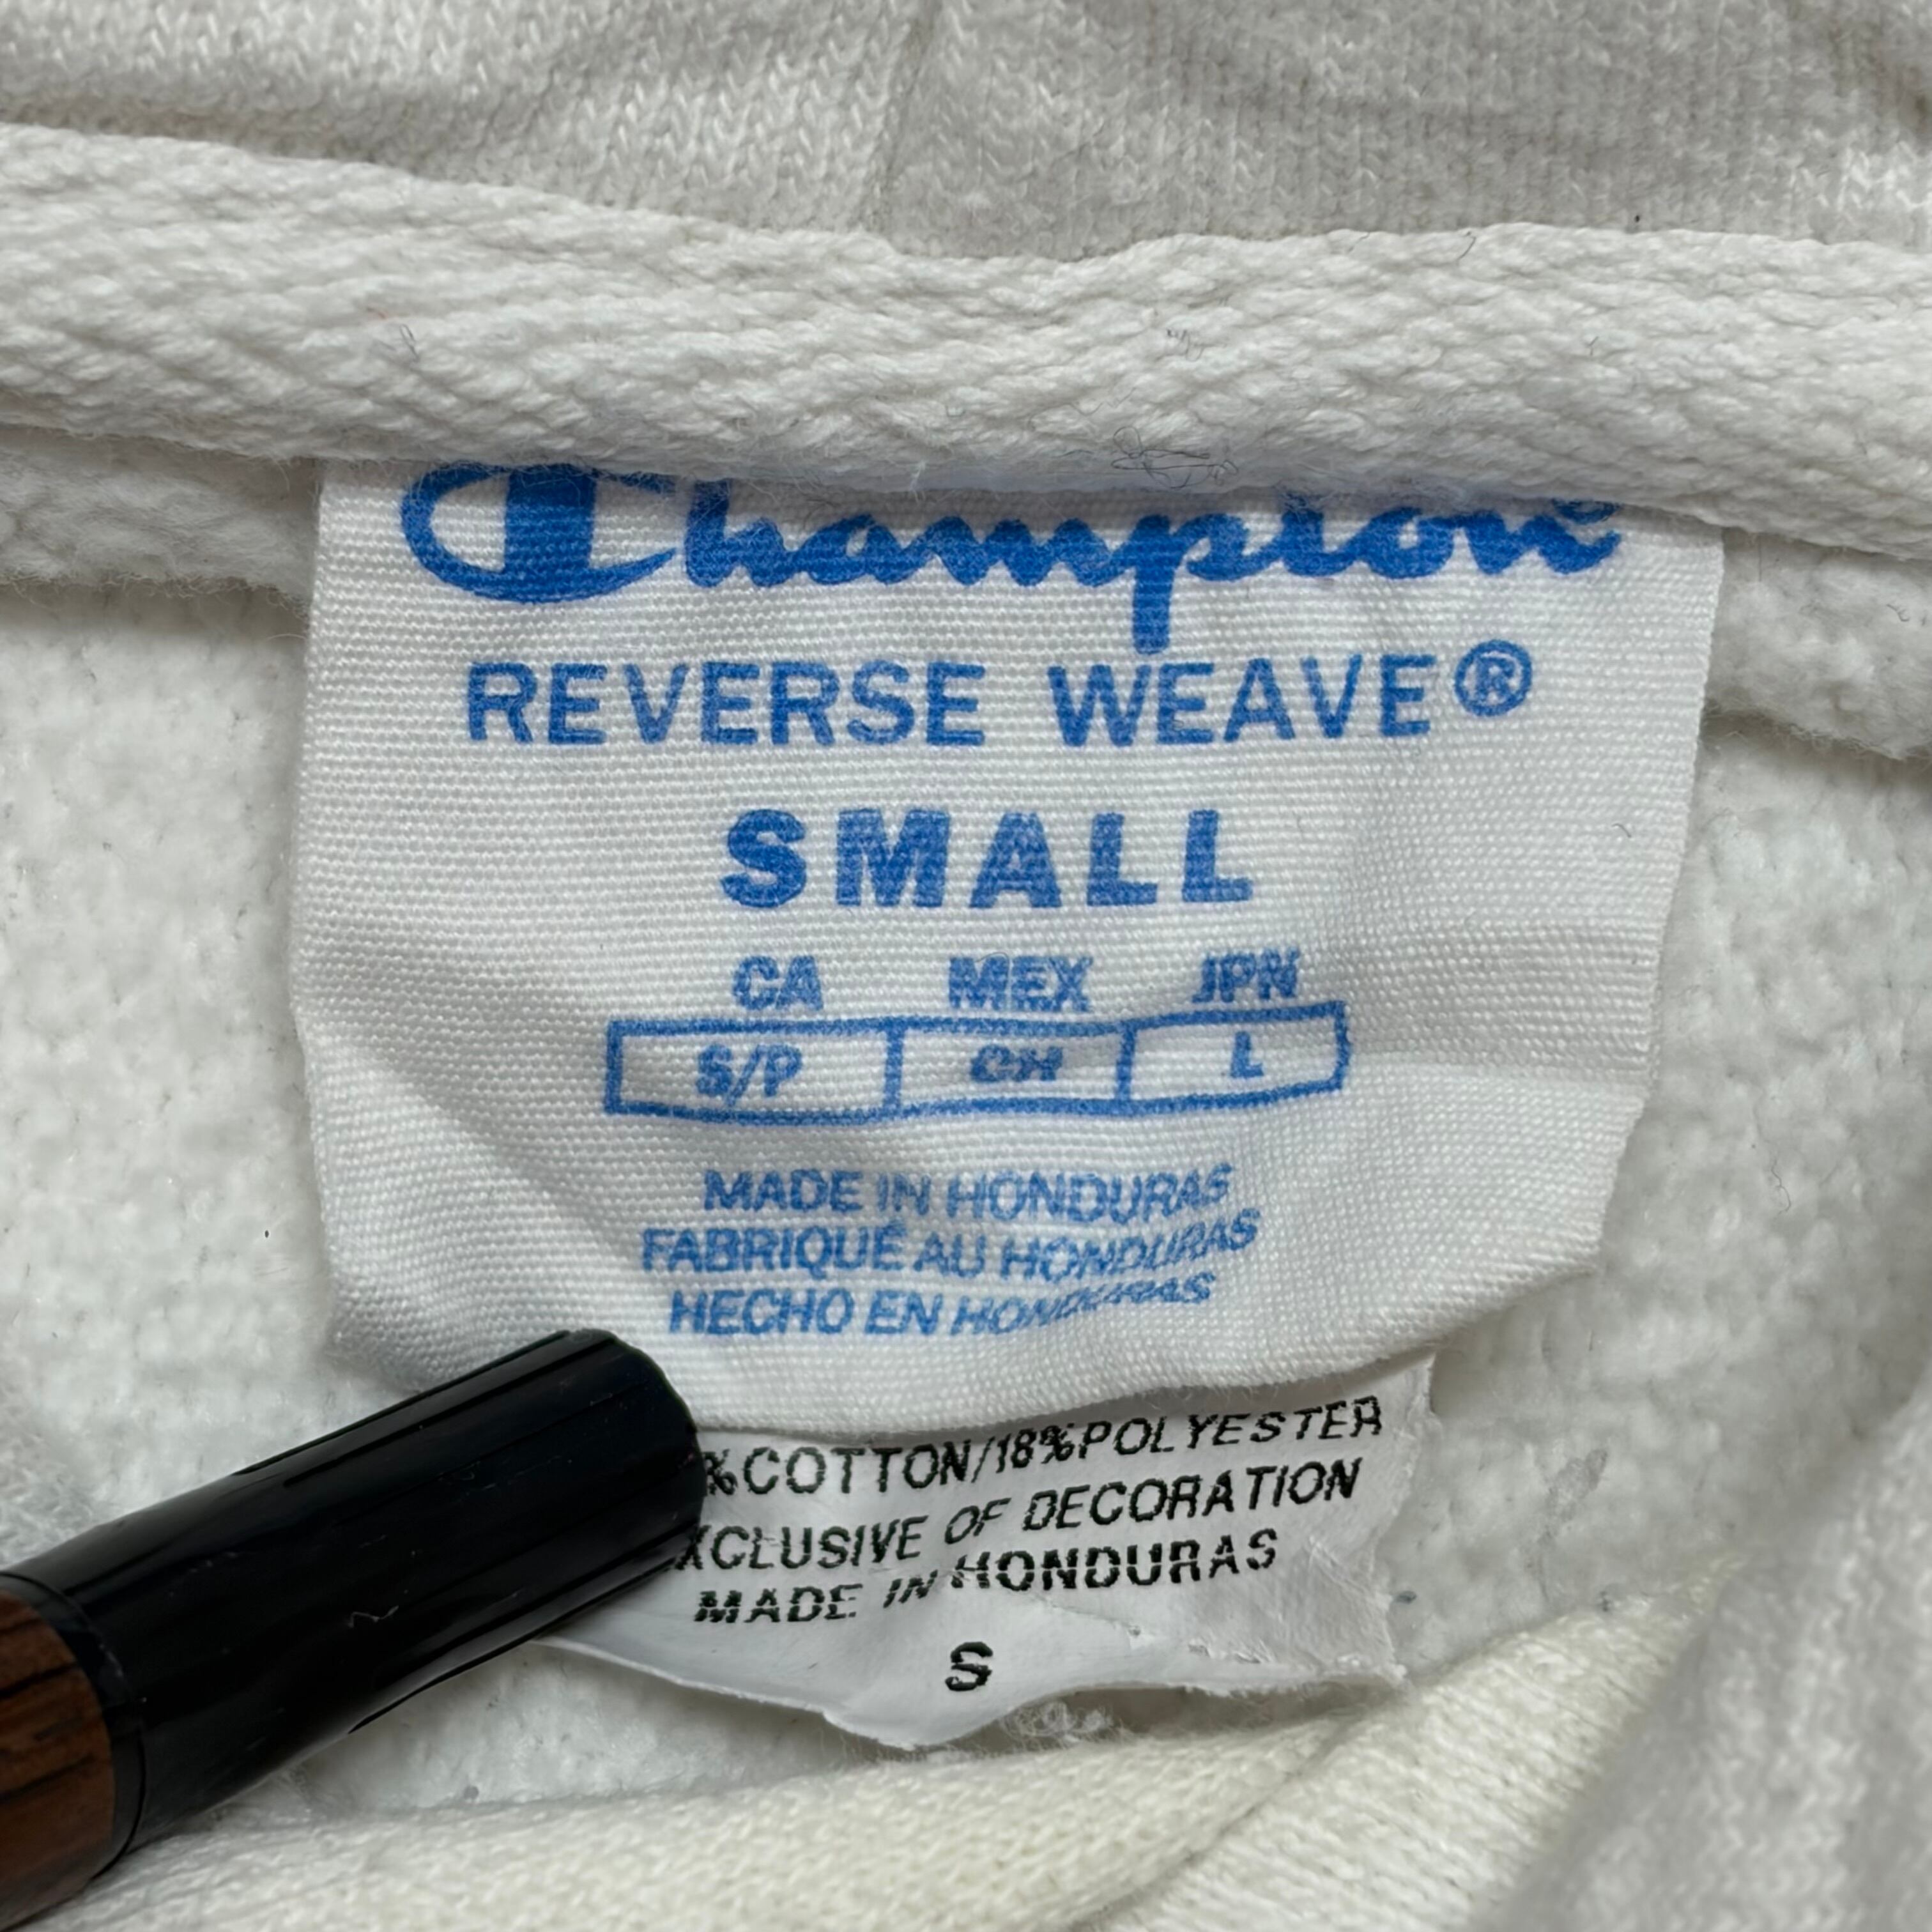 Champion
REVERSE WEAVE®
SMALL
CA MEX JPN
S/P CH L
MADE IN HONDURAS
FABRIQUÉ AU HONDURAS
HECHO EN HONDURAS
%COTTON/18%POLYESTER
XCLUSIVE OF DECORATION
MADE IN HONDURAS
S